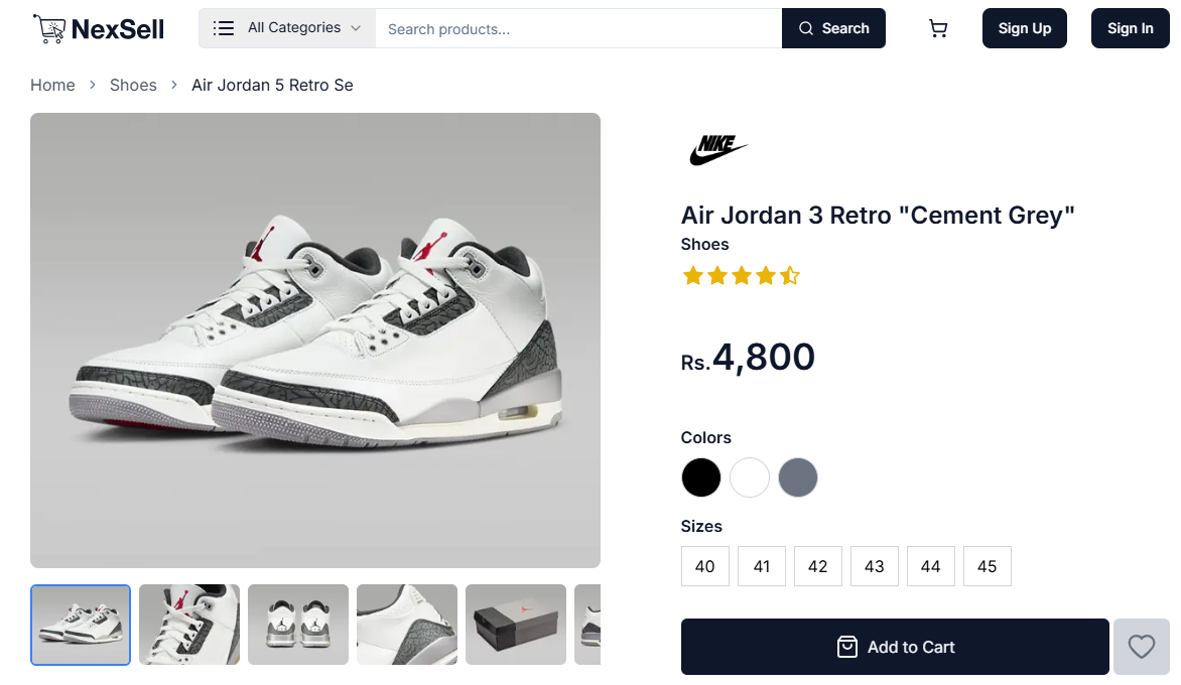 NexSell
All Categories
Search products...
Search
Sign Up
Sign In
Home > Shoes > Air Jordan 5 Retro Se
NIKE
Air Jordan 3 Retro "Cement Grey"
Shoes
Rs.4,800
Colors
Sizes
40 41 42 43 44 45
Add to Cart